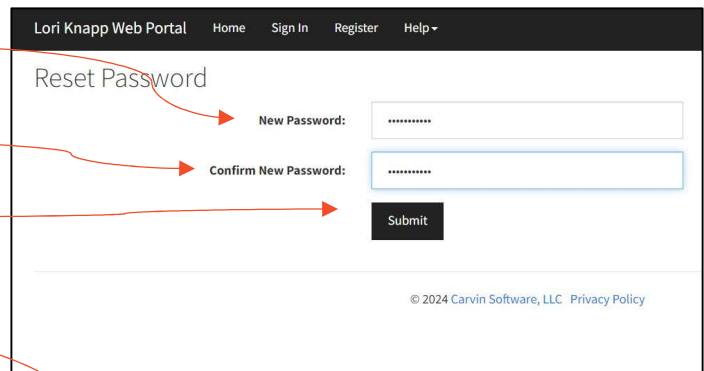 Lori Knapp Web Portal Home Sign In Register Help
Reset Password
New Password: •••••••••••
Confirm New Password: •••••••••••
Submit
© 2024 Carvin Software, LLC Privacy Policy